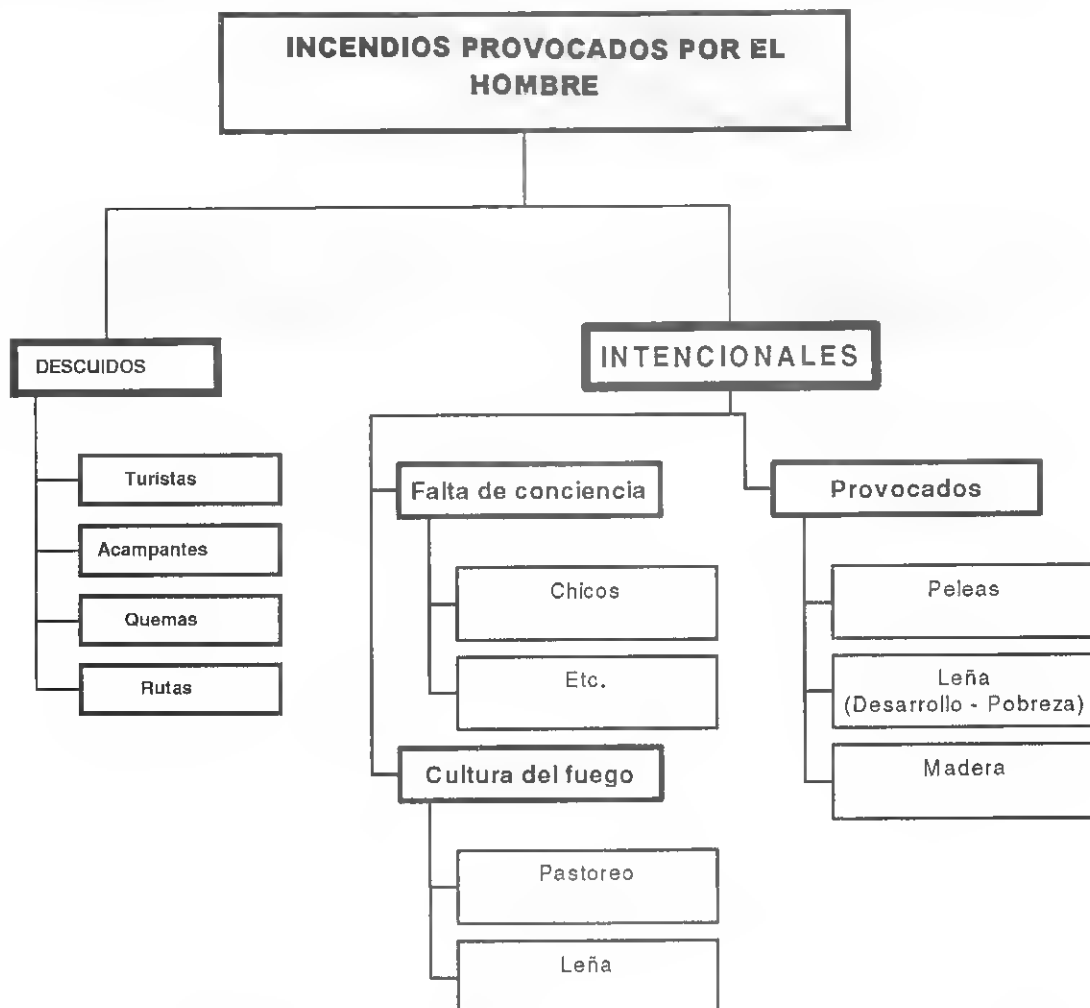 INCENDIOS PROVOCADOS POR EL
HOMBRE
DESCUIDOS
Turistas
Acampantes
Quemas
Rutas
INTENCIONALES
Falta de conciencia
Chicos
Etc.
Cultura del fuego
Pastoreo
Leña
Provocados
Peleas
Leña
(Desarrollo - Pobreza)
Madera